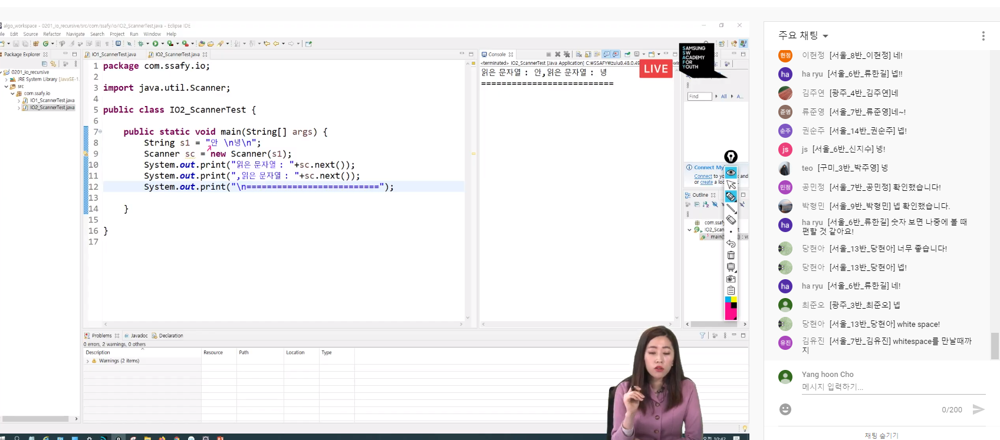 algo_workspace - 0201_io_recursive/src/com/ssafy/io/IO2_ScannerTest.java - Eclipse IDE
Edit Source Refactor Navigate Search Project Run Window Help
Package Explorer
0201_io_recursive
JRE System Library [JavaSE-1.
src
com.ssafy.io
IO1_ScannerTest.java
IO2_ScannerTest.java
IO1_ScannerTest.java IO2_ScannerTest.java
1 package com.ssafy.io;
2
3 import java.util.Scanner;
4
5 public class IO2_ScannerTest {
6
7 public static void main(String[] args) {
8 String s1 = "안 \n녕\n";
9 Scanner sc = new Scanner(s1);
10 System.out.print("읽은 문자열 : "+sc.next());
11 System.out.print(",읽은 문자열 : "+sc.next());
12 System.out.print("\n==========================");
13
14 }
15
16 }
17
Console
<terminated> IO2_ScannerTest [Java Application] C:₩SSAFY₩zulu8.48.0.49
읽은 문자열 : 안,읽은 문자열 : 녕
==========================
LIVE
SAMSUNG
SW
ACADEMY
FOR
YOUTH
Find All A...
Connect My
Connect to you and
or create a loc
Outline
com.ssaf
IO2_Scan
main(
Problems Javadoc Declaration
0 errors, 2 warnings, 0 others
Description Resource Path Location Type
Warnings (2 items)
오전 10:42
주요 채팅
현정 이현정 [서울_8반_이현정] 네!
ha ha ryu [서울_6반_류한길] 넵!!
김주연 [광주_4반_김주연]네
준영 류준영 [서울_7반_류준영]네~!
순주 권순주 [서울_14반_권순주] 넵!
js js [서울_6반_신지수] 넹!
teo [구미_3반_박주영] 넹
민정 공민정 [서울_7반_공민정] 확인했습니다!
박형민 [서울_9반_박형민] 넵 확인했습니다.
ha ha ryu [서울_6반_류한길] 숫자 보면 나중에 볼 때
편할 것 같아요!
당현아 [서울_13반_당현아] 너무 좋습니다!
당현아 [서울_13반_당현아] 넵!
ha ha ryu [서울_6반_류한길] 네!
최준오 [광주_3반_최준오] 넵
당현아 [서울_13반_당현아] white space!
유진 김유진 [서울_7반_김유진] whitespace를 만날때까
지
Yang hoon Cho
메시지 입력하기...
0/200
채팅 숨기기